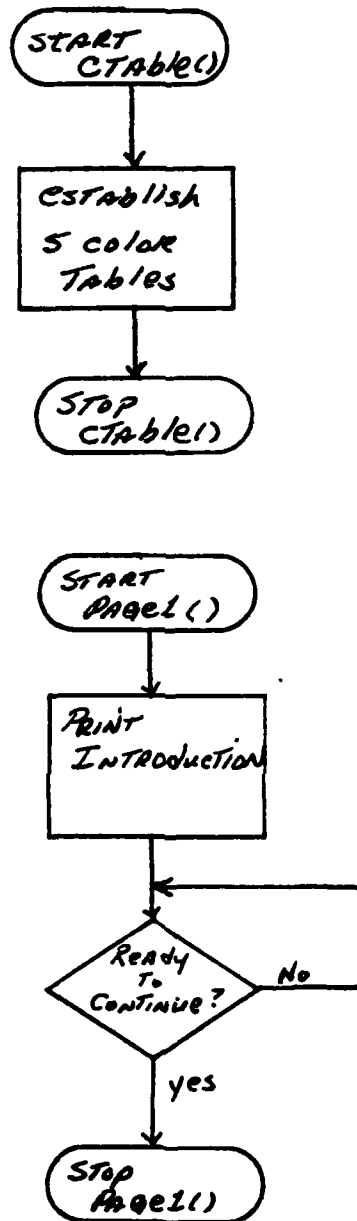 START
CTAble()
establish
5 color
TAbles
STOP
CTAble()
START
PAge1()
PRINT
INTRODUCTION
Ready
To
CONTINUE?
No
yes
STOP
PAge1()